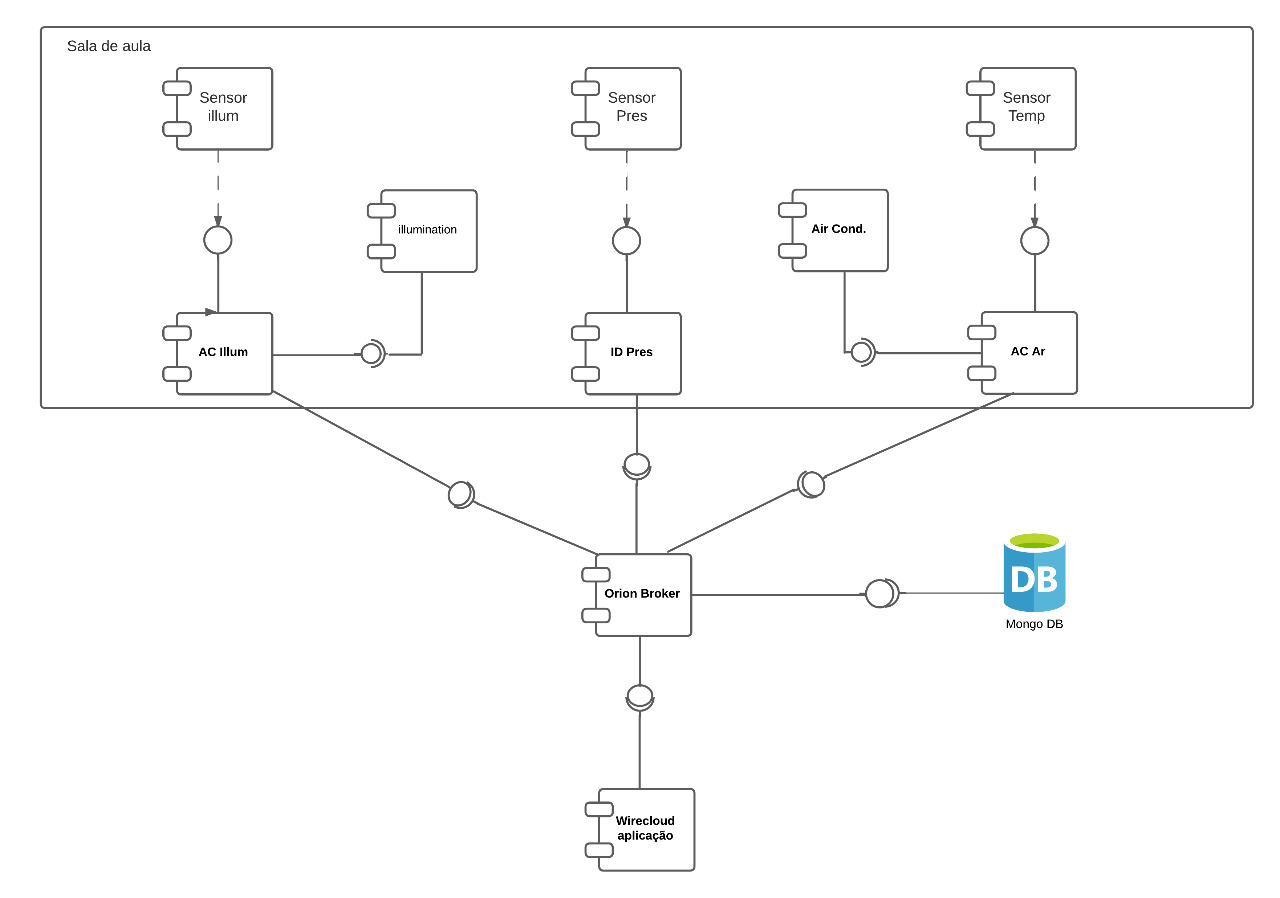 Sala de aula
Sensor
illum
Sensor
Pres
Sensor
Temp
illumination
Air Cond.
AC Illum
ID Pres
AC Ar
Orion Broker
DB
Mongo DB
Wirecloud
aplicação